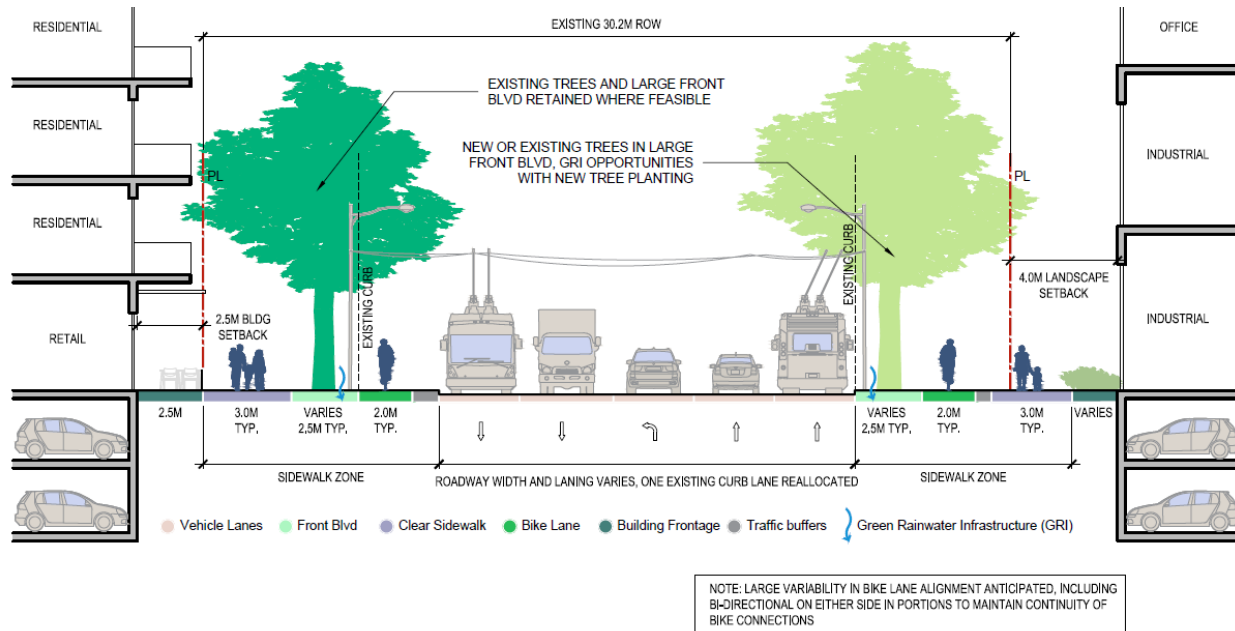 RESIDENTIAL
EXISTING 30.2M ROW
OFFICE
EXISTING TREES AND LARGE FRONT
BLVD RETAINED WHERE FEASIBLE
RESIDENTIAL
NEW OR EXISTING TREES IN LARGE
FRONT BLVD, GRI OPPORTUNITIES
WITH NEW TREE PLANTING
INDUSTRIAL
PL
PL
RESIDENTIAL
EXISTING CURB
EXISTING CURB
4.0M LANDSCAPE
SETBACK
2.5M BLDG
SETBACK
RETAIL
INDUSTRIAL
2.5M
3.0M
TYP,
VARIES
2,5M TYP,
2.0M
TYP.
VARIES
2,5M TYP,
2.0M
TYP.
3.0M
TYP.
VARIES
SIDEWALK ZONE
ROADWAY WIDTH AND LANING VARIES, ONE EXISTING CURB LANE REALLOCATED
SIDEWALK ZONE
Vehicle Lanes
Front Blvd
Clear Sidewalk
Bike Lane
Building Frontage
Traffic buffers
Green Rainwater Infrastructure (GRI)
NOTE: LARGE VARIABILITY IN BIKE LANE ALIGNMENT ANTICIPATED, INCLUDING
BI-DIRECTIONAL ON EITHER SIDE IN PORTIONS TO MAINTAIN CONTINUITY OF
BIKE CONNECTIONS